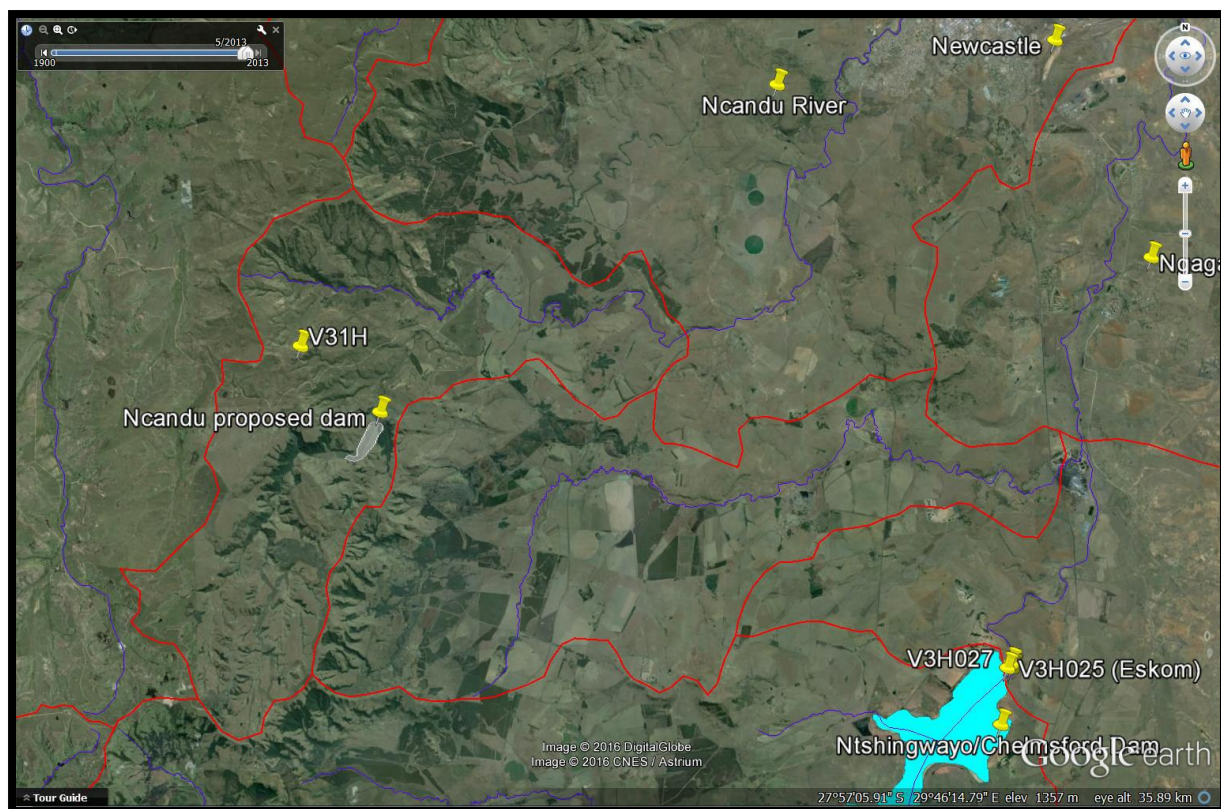 5/2013
1900
2013
N
Newcastle
Ncandu River
V31H
Ncandu proposed dam
V3H027
V3H025 (Eskom)
Ntshingwayo/Chelmsford Dam
Image © 2016 DigitalGlobe
Image © 2016 CNES / Astrium
Google earth
Tour Guide
27°57'05.91" S 29°46'14.79" E elev 1357 m eye alt 35.89 km